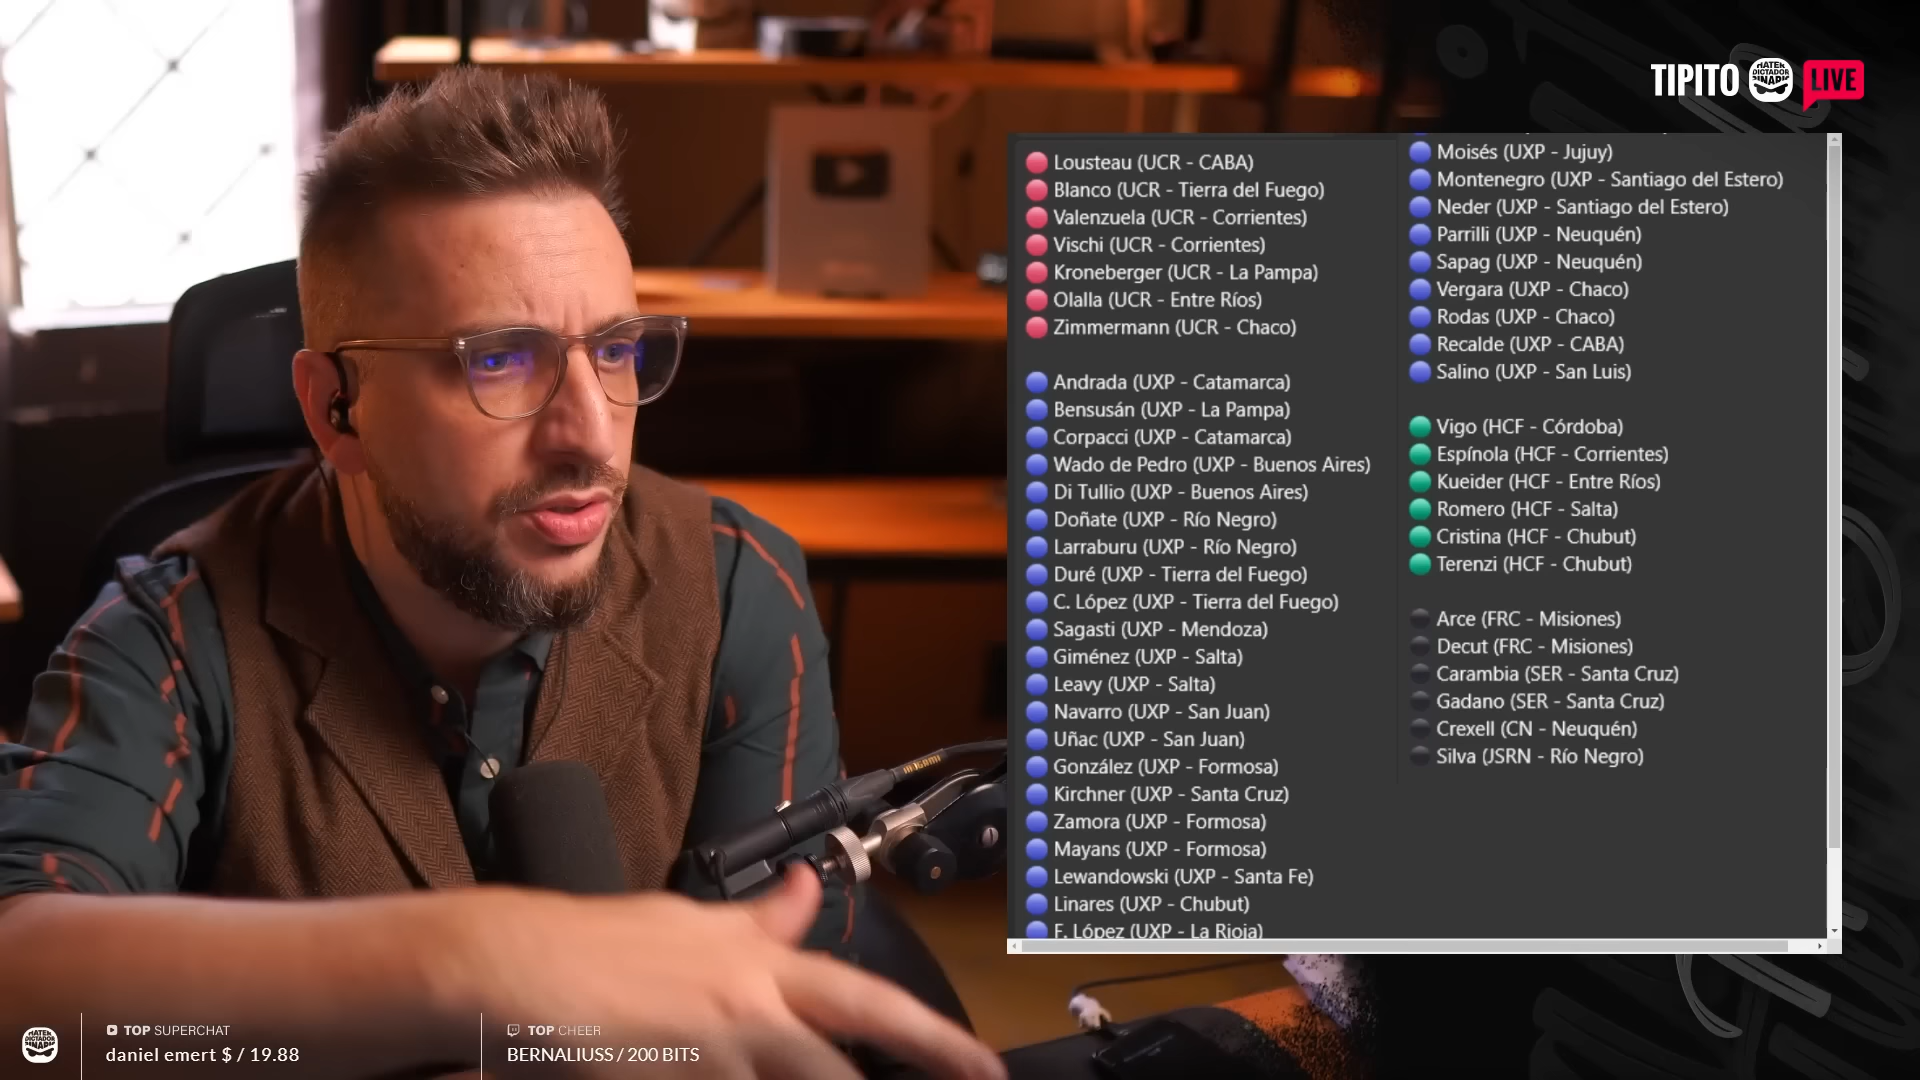 TIPITO
LIVE
Lousteau (UCR - CABA)
Blanco (UCR - Tierra del Fuego)
Valenzuela (UCR - Corrientes)
Vischi (UCR - Corrientes)
Kroneberger (UCR - La Pampa)
Olalla (UCR - Entre Ríos)
Zimmermann (UCR - Chaco)
Andrada (UXP - Catamarca)
Bensusán (UXP - La Pampa)
Corpacci (UXP - Catamarca)
Wado de Pedro (UXP - Buenos Aires)
Di Tullio (UXP - Buenos Aires)
Doñate (UXP - Río Negro)
Larraburu (UXP - Río Negro)
Duré (UXP - Tierra del Fuego)
C. López (UXP - Tierra del Fuego)
Sagasti (UXP - Mendoza)
Giménez (UXP - Salta)
Leavy (UXP - Salta)
Navarro (UXP - San Juan)
Uñac (UXP - San Juan)
González (UXP - Formosa)
Kirchner (UXP - Santa Cruz)
Zamora (UXP - Formosa)
Mayans (UXP - Formosa)
Lewandowski (UXP - Santa Fe)
Linares (UXP - Chubut)
F. López (UXP - La Rioja)
Moisés (UXP - Jujuy)
Montenegro (UXP - Santiago del Estero)
Neder (UXP - Santiago del Estero)
Parrilli (UXP - Neuquén)
Sapag (UXP - Neuquén)
Vergara (UXP - Chaco)
Rodas (UXP - Chaco)
Recalde (UXP - CABA)
Salino (UXP - San Luis)
Vigo (HCF - Córdoba)
Espínola (HCF - Corrientes)
Kueider (HCF - Entre Ríos)
Romero (HCF - Salta)
Cristina (HCF - Chubut)
Terenzi (HCF - Chubut)
Arce (FRC - Misiones)
Decut (FRC - Misiones)
Carambia (SER - Santa Cruz)
Gadano (SER - Santa Cruz)
Crexell (CN - Neuquén)
Silva (JSRN - Río Negro)
MOGAMI
TOP SUPERCHAT
daniel emert $ / 19.88
TOP CHEER
BERNALIUSS / 200 BITS